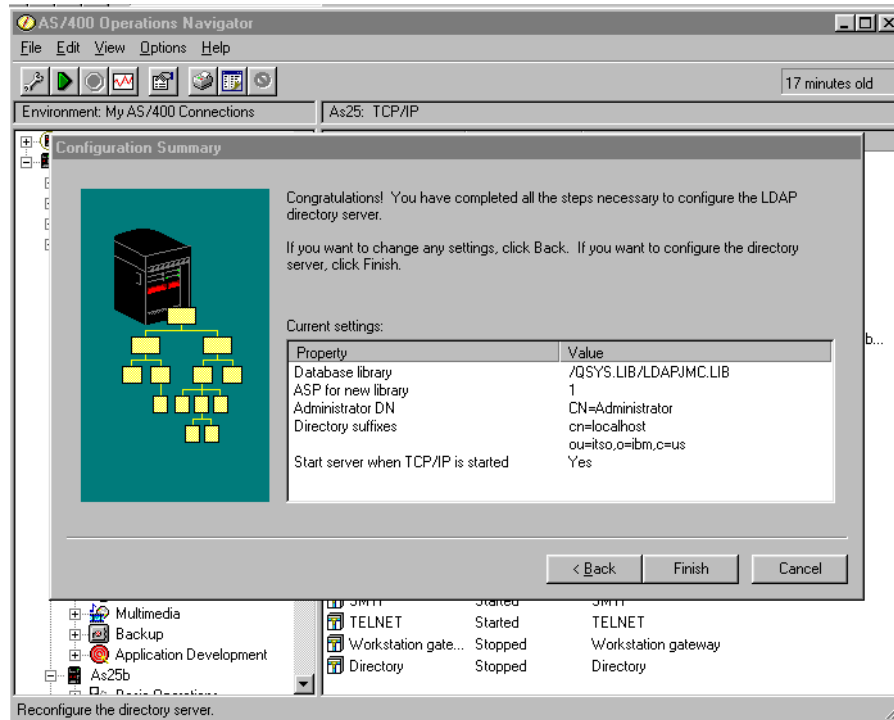 AS/400 Operations Navigator
File Edit View Options Help
17 minutes old
Environment: My AS/400 Connections
As25: TCP/IP
Configuration Summary
Congratulations! You have completed all the steps necessary to configure the LDAP
directory server.
If you want to change any settings, click Back. If you want to configure the directory
server, click Finish.
Current settings:
Property Value
Database library /QSYS.LIB/LDAPJMC.LIB
ASP for new library 1
Administrator DN CN=Administrator
Directory suffixes cn=localhost
ou=itso,o=ibm,c=us
Start server when TCP/IP is started Yes
b...
< Back Finish Cancel
Multimedia
Backup
Application Development
As25b
Basic Operations
SMTP Started SMTP
TELNET Started TELNET
Workstation gate... Stopped Workstation gateway
Directory Stopped Directory
Reconfigure the directory server.